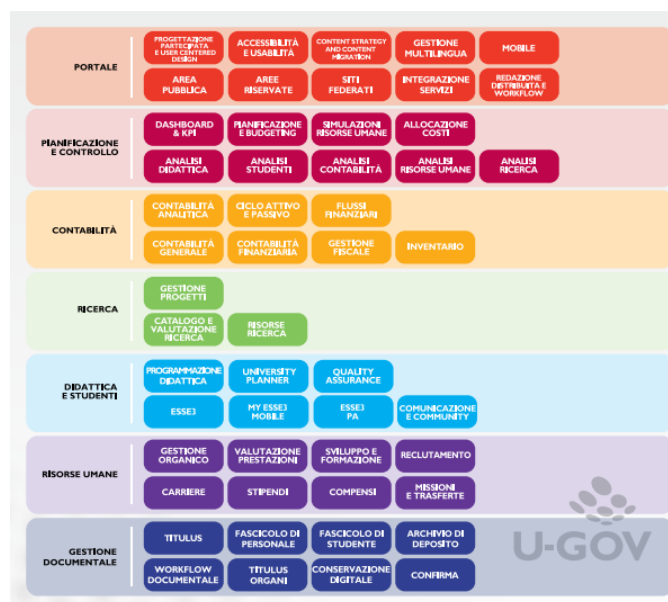 PROGETTAZIONE
PARTECIPATA
E USER CENTERED
DESIGN
ACCESSIBILITÀ
E USABILITÀ
CONTENT STRATEGY
AND CONTENT
MIGRATION
GESTIONE
MULTILINGUA
MOBILE
PORTALE
AREA
PUBBLICA
AREE
RISERVATE
SITI
FEDERATI
INTEGRAZIONE
SERVIZI
REDAZIONE
DISTRIBUITA E
WORKFLOW
DASHBOARD
& KPI
PIANIFICAZIONE
E BUDGETING
SIMULAZIONI
RISORSE UMANE
ALLOCAZIONE
COSTI
PIANIFICAZIONE
E CONTROLLO
ANALISI
DIDATTICA
ANALISI
STUDENTI
ANALISI
CONTABILITÀ
ANALISI
RISORSE UMANE
ANALISI
RICERCA
CONTABILITÀ
ANALITICA
CICLO ATTIVO
E PASSIVO
FLUSSI
FINANZIARI
CONTABILITÀ
CONTABILITÀ
GENERALE
CONTABILITÀ
FINANZIARIA
GESTIONE
FISCALE
INVENTARIO
GESTIONE
PROGETTI
RICERCA
CATALOGO E
VALUTAZIONE
RICERCA
RISORSE
RICERCA
PROGRAMMAZIONE
DIDATTICA
UNIVERSITY
PLANNER
QUALITY
ASSURANCE
DIDATTICA
E STUDENTI
ESSE3
MY ESSE3
MOBILE
ESSE3
PA
COMUNICAZIONE
E COMMUNITY
GESTIONE
ORGANICO
VALUTAZIONE
PRESTAZIONI
SVILUPPO E
FORMAZIONE
RECLUTAMENTO
RISORSE UMANE
CARRIERE
STIPENDI
COMPENSI
MISSIONI
E TRASFERTE
TITULUS
FASCICOLO DI
PERSONALE
FASCICOLO DI
STUDENTE
ARCHIVIO DI
DEPOSITO
U-GOV
GESTIONE
DOCUMENTALE
WORKFLOW
DOCUMENTALE
TITULUS
ORGANI
CONSERVAZIONE
DIGITALE
CONFIRMA